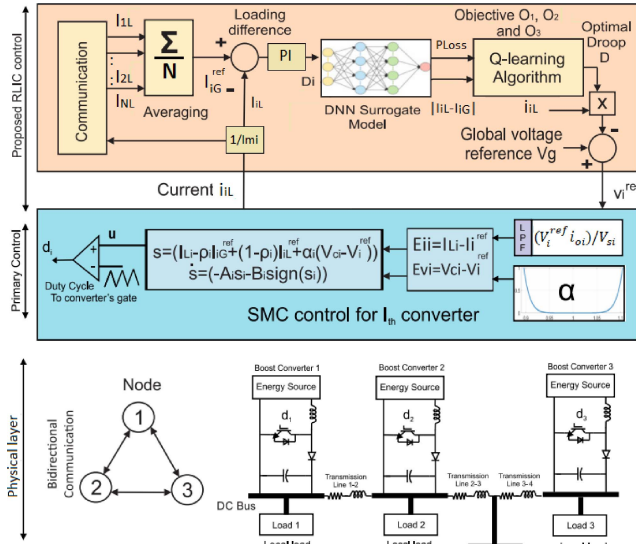 Proposed RLIC Control
Communication
I1L
I2L
INL
Σ
N
Averaging
Loading
difference
+
IiG ref
-
IiL
PI
Di
DNN Surrogate
Model
PLoss
|IiL-IiG|
Objective O1, O2
and O3
Q-learning
Algorithm
Optimal
Droop
D
iiL
X
Global voltage
reference Vg
-
+
1/Imi
Current iiL
vi re
Primary Control
di
u
+
-
Duty Cycle
To converter's gate
s=(ILi-ρiIiG ref+(1-ρi)IiL ref+αi(Vci-Vi ref))
ṡ=(-Aisi-Bisign(si))
Eii=ILi-Ii ref
Evi=Vci-Vi ref
LPF
(Vi ref ioi)/Vsi
α
SMC control for Ith converter
Physical layer
Bidirectional
Communication
Node
1
2
3
Boost Converter 1
Boost Converter 2
Boost Converter 3
Energy Source
Energy Source
Energy Source
d1
d2
d3
Transmission
Line 1-2
Transmission
Line 2-3
Transmission
Line 3-4
DC Bus
Load 1
Load 2
Load 3